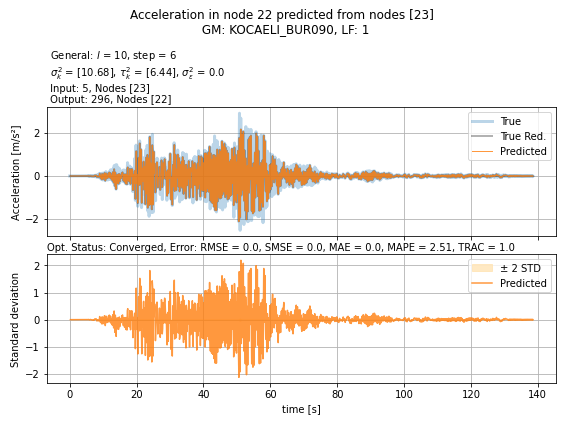 Acceleration in node 22 predicted from nodes [23]
GM: KOCAELI_BUR090, LF: 1
General: l = 10, step = 6
σ²ₖ = [10.68], τ²ₖ = [6.44], σ²ε = 0.0
Input: 5, Nodes [23]
Output: 296, Nodes [22]
True
True Red.
Predicted
Acceleration [m/s²]
2
0
−2
Opt. Status: Converged, Error: RMSE = 0.0, SMSE = 0.0, MAE = 0.0, MAPE = 2.51, TRAC = 1.0
± 2 STD
Predicted
Standard deviation
2
1
0
−1
−2
0 20 40 60 80 100 120 140
time [s]